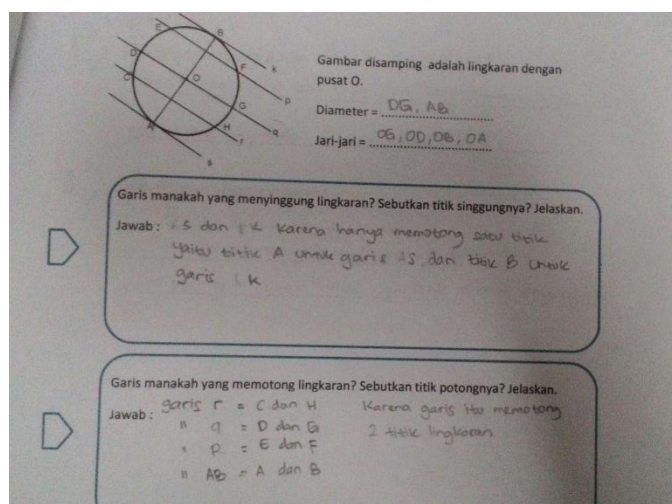 E
B
D
F
K
O
C
P
G
A
H
q
r
s
Gambar disamping adalah lingkaran dengan
pusat O.
Diameter = DG, AB
Jari-jari = OG, OD, OB, OA
Garis manakah yang menyinggung lingkaran? Sebutkan titik singgungnya? Jelaskan.
Jawab : s dan k karena hanya memotong satu titik
yaitu titik A untuk garis s dan titik B untuk
garis k
Garis manakah yang memotong lingkaran? Sebutkan titik potongnya? Jelaskan.
Jawab : garis r = C dan H Karena garis itu memotong
" q = D dan G 2 titik lingkaran
" p = E dan F
" AB = A dan B